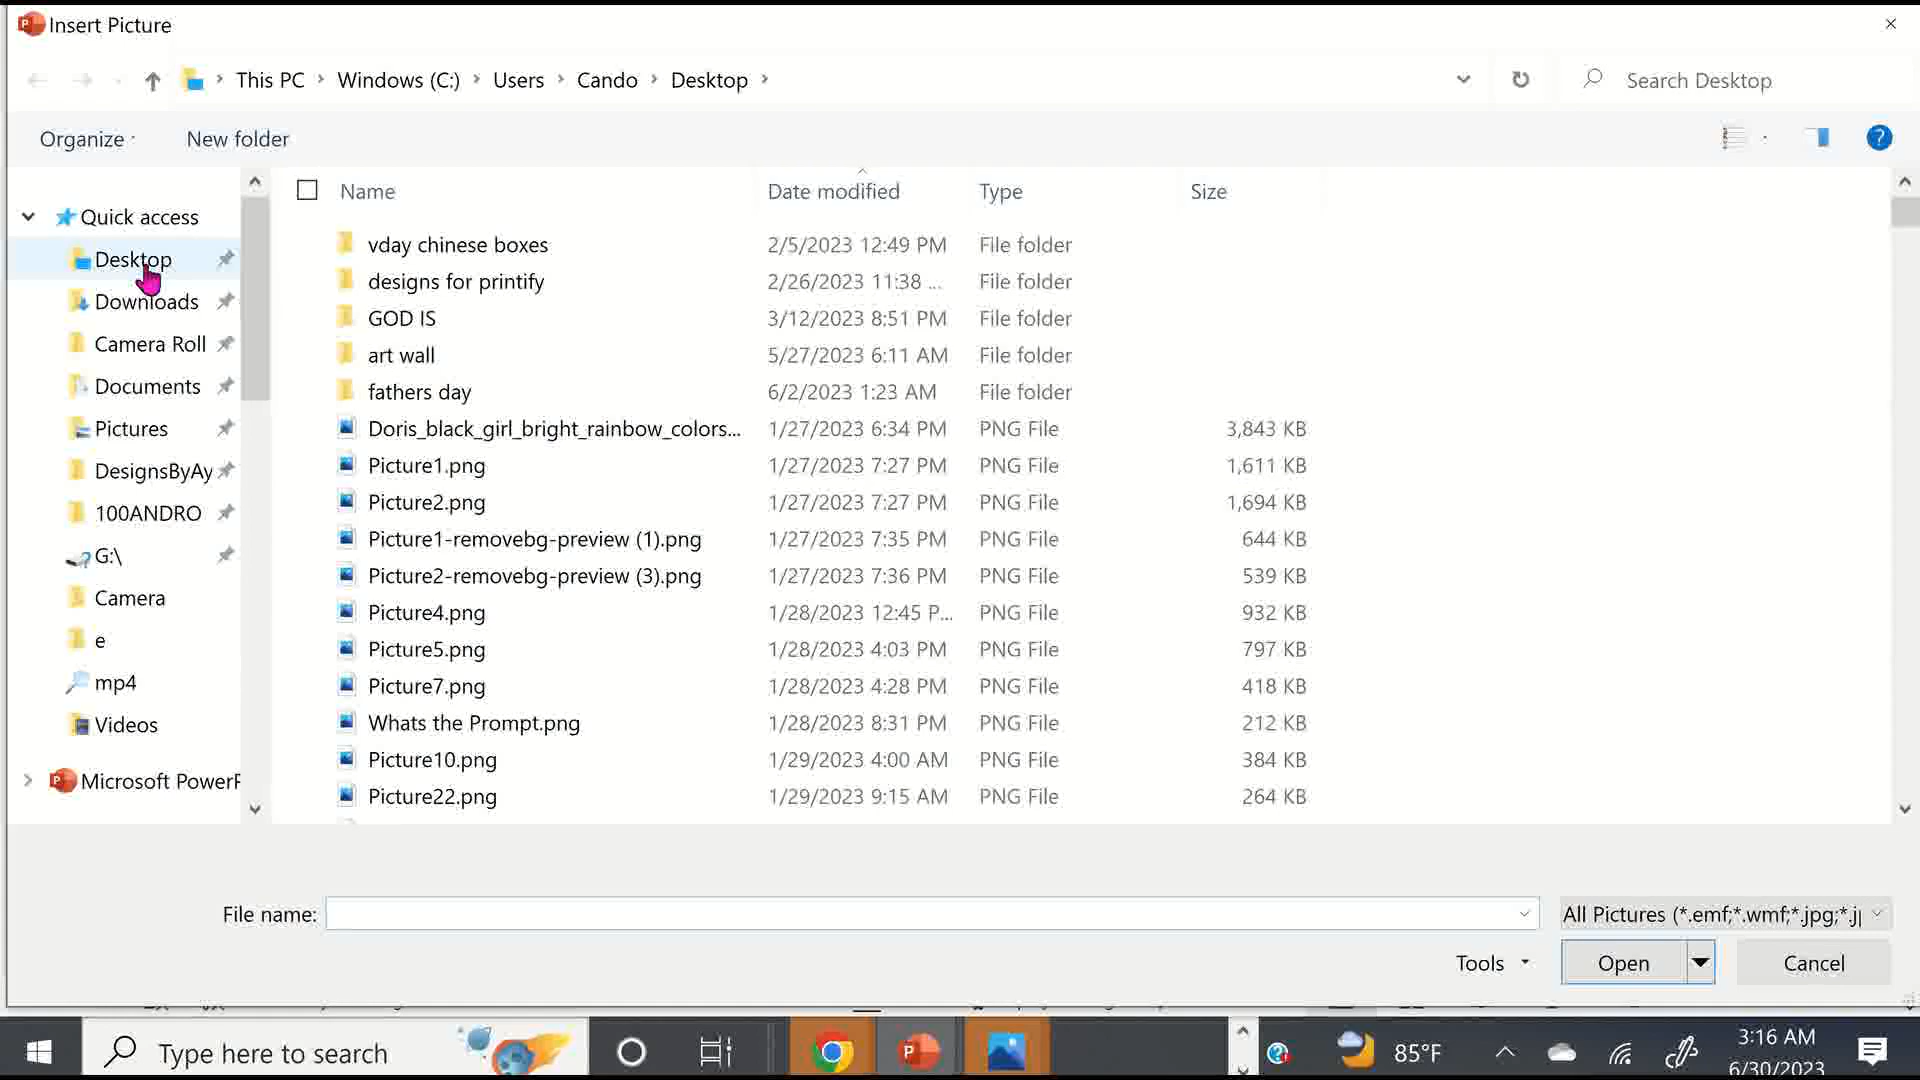 Insert Picture
This PC > Windows (C:) > Users > Cando > Desktop >
Search Desktop
Organize
New folder
Name Date modified Type Size
Quick access
Desktop
Downloads
Camera Roll
Documents
Pictures
DesignsByAy
100ANDRO
G:\
Camera
e
mp4
Videos
Microsoft PowerP
vday chinese boxes 2/5/2023 12:49 PM File folder
designs for printify 2/26/2023 11:38 ... File folder
GOD IS 3/12/2023 8:51 PM File folder
art wall 5/27/2023 6:11 AM File folder
fathers day 6/2/2023 1:23 AM File folder
Doris_black_girl_bright_rainbow_colors... 1/27/2023 6:34 PM PNG File 3,843 KB
Picture1.png 1/27/2023 7:27 PM PNG File 1,611 KB
Picture2.png 1/27/2023 7:27 PM PNG File 1,694 KB
Picture1-removebg-preview (1).png 1/27/2023 7:35 PM PNG File 644 KB
Picture2-removebg-preview (3).png 1/27/2023 7:36 PM PNG File 539 KB
Picture4.png 1/28/2023 12:45 P... PNG File 932 KB
Picture5.png 1/28/2023 4:03 PM PNG File 797 KB
Picture7.png 1/28/2023 4:28 PM PNG File 418 KB
Whats the Prompt.png 1/28/2023 8:31 PM PNG File 212 KB
Picture10.png 1/29/2023 4:00 AM PNG File 384 KB
Picture22.png 1/29/2023 9:15 AM PNG File 264 KB
File name:
All Pictures (*.emf;*.wmf;*.jpg;*.jp
Tools
Open
Cancel
Type here to search
85°F
3:16 AM
6/30/2023